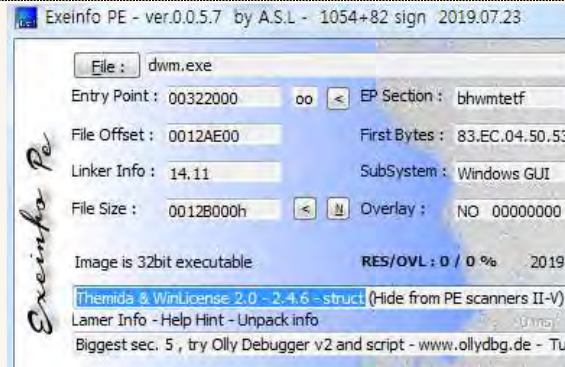 Exeinfo PE - ver.0.0.5.7 by A.S.L - 1054+82 sign 2019.07.23
File : dwm.exe
Entry Point : 00322000 oo < EP Section : bhwmtetf
File Offset : 0012AE00 First Bytes : 83.EC.04.50.53
Linker Info : 14.11 SubSystem : Windows GUI
File Size : 0012B000h < N Overlay : NO 00000000
Image is 32bit executable RES/OVL : 0 / 0 % 2019
Themida & WinLicense 2.0 - 2.4.6 - struct (Hide from PE scanners II-V)
Lamer Info - Help Hint - Unpack info
Biggest sec. 5 , try Olly Debugger v2 and script - www.ollydbg.de - Tu
Exeinfo Pe